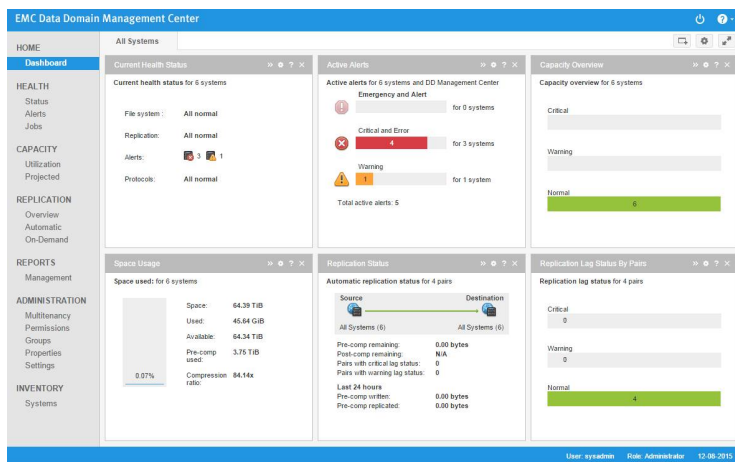 EMC Data Domain Management Center
HOME
Dashboard
HEALTH
Status
Alerts
Jobs
CAPACITY
Utilization
Projected
REPLICATION
Overview
Automatic
On-Demand
REPORTS
Management
ADMINISTRATION
Multitenancy
Permissions
Groups
Properties
Settings
INVENTORY
Systems
All Systems
Current Health Status
Current health status for 6 systems
File system : All normal
Replication: All normal
Alerts: 3 1
Protocols: All normal
Active Alerts
Active alerts for 6 systems and DD Management Center
Emergency and Alert
for 0 systems
Critical and Error
4 for 3 systems
Warning
1 for 1 system
Total active alerts: 5
Capacity Overview
Capacity overview for 6 systems
Critical
Warning
Normal
6
Space Usage
Space used: for 6 systems
Space: 64.39 TiB
Used: 45.64 GiB
Available: 64.34 TiB
Pre-comp used: 3.75 TiB
0.07%
Compression ratio: 84.14x
Replication Status
Automatic replication status for 4 pairs
Source Destination
All Systems (6) All Systems (6)
Pre-comp remaining: 0.00 bytes
Post-comp remaining: N/A
Pairs with critical lag status: 0
Pairs with warning lag status: 0
Last 24 hours
Pre-comp written: 0.00 bytes
Pre-comp replicated: 0.00 bytes
Replication Lag Status By Pairs
Replication lag status for 4 pairs
Critical
0
Warning
0
Normal
4
User: sysadmin Role: Administrator 12-08-2015